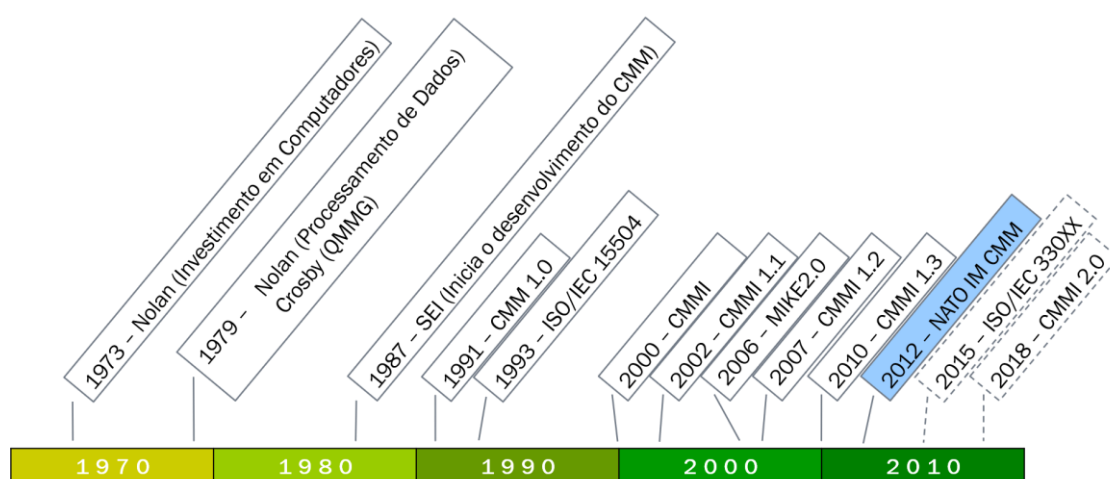 1973 – Nolan (Investimento em Computadores)
1979 – Nolan (Processamento de Dados)
Crosby (QMMG)
1987 – SEI (Inicia o desenvolvimento do CMM)
1991 – CMM 1.0
1993 – ISO/IEC 15504
2000 – CMMI
2002 – CMMI 1.1
2006 – MIKE2.0
2007 – CMMI 1.2
2010 – CMMI 1.3
2012 – NATO IM CMM
2015 – ISO/IEC 330XX
2018 – CMMI 2.0
1970 1980 1990 2000 2010